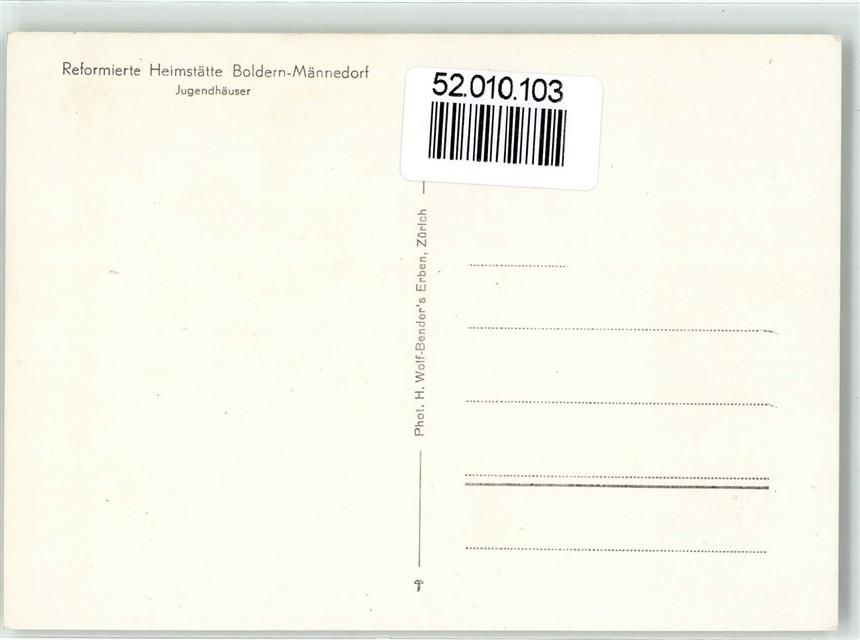 Reformierte Heimstätte Boldern-Männedorf
Jugendhäuser
52.010.103
Phot. H. Wolf-Bender's Erben, Zürich